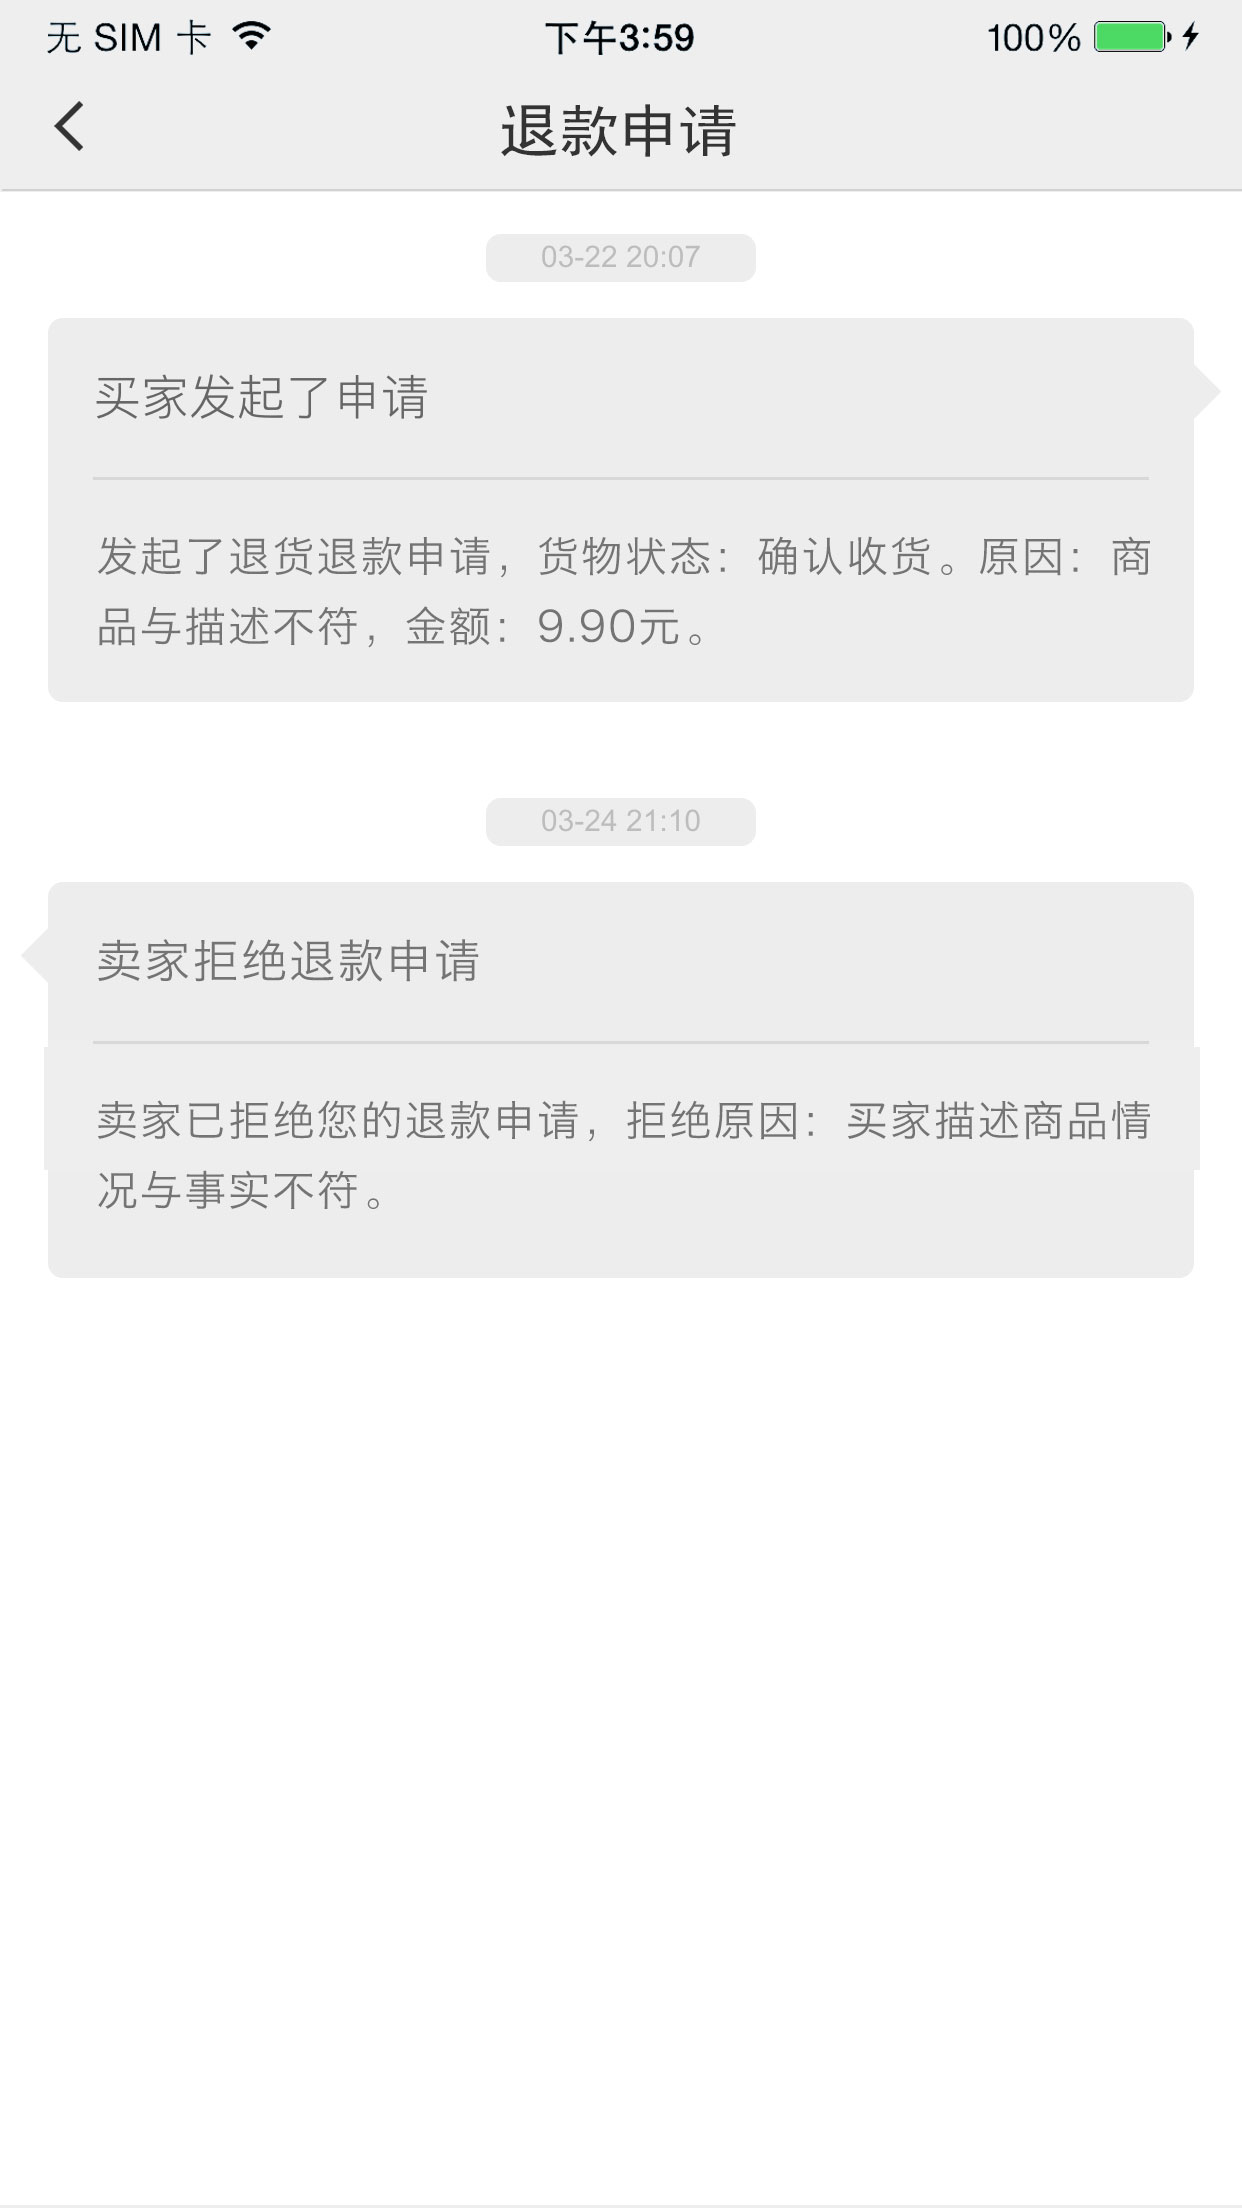 无 SIM 卡 下午3:59 100%
退款申请
03-22 20:07
买家发起了申请
发起了退货退款申请，货物状态：确认收货。原因：商
品与描述不符，金额：9.90元。
03-24 21:10
卖家拒绝退款申请
卖家已拒绝您的退款申请，拒绝原因：买家描述商品情
况与事实不符。